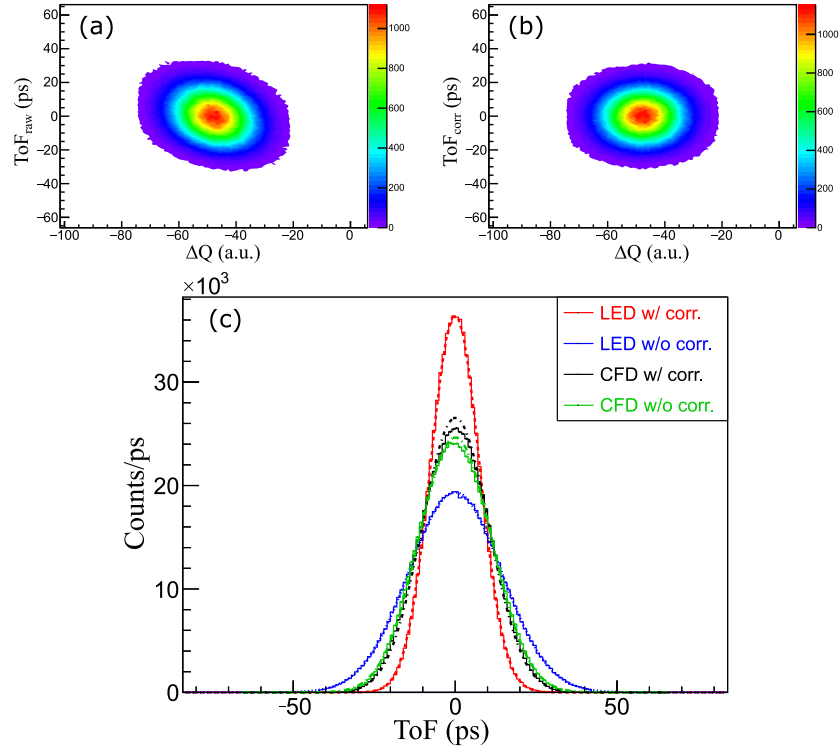 (a)
60
40
20
0
−20
−40
−60
ToF_raw (ps)
−100 −80 −60 −40 −20 0
ΔQ (a.u.)
1000
800
600
400
200
0
(b)
60
40
20
0
−20
−40
−60
ToF_corr (ps)
−100 −80 −60 −40 −20 0
ΔQ (a.u.)
1000
800
600
400
200
0
×10³
(c)
LED w/ corr.
LED w/o corr.
CFD w/ corr.
CFD w/o corr.
30
20
10
0
Counts/ps
−50 0 50
ToF (ps)